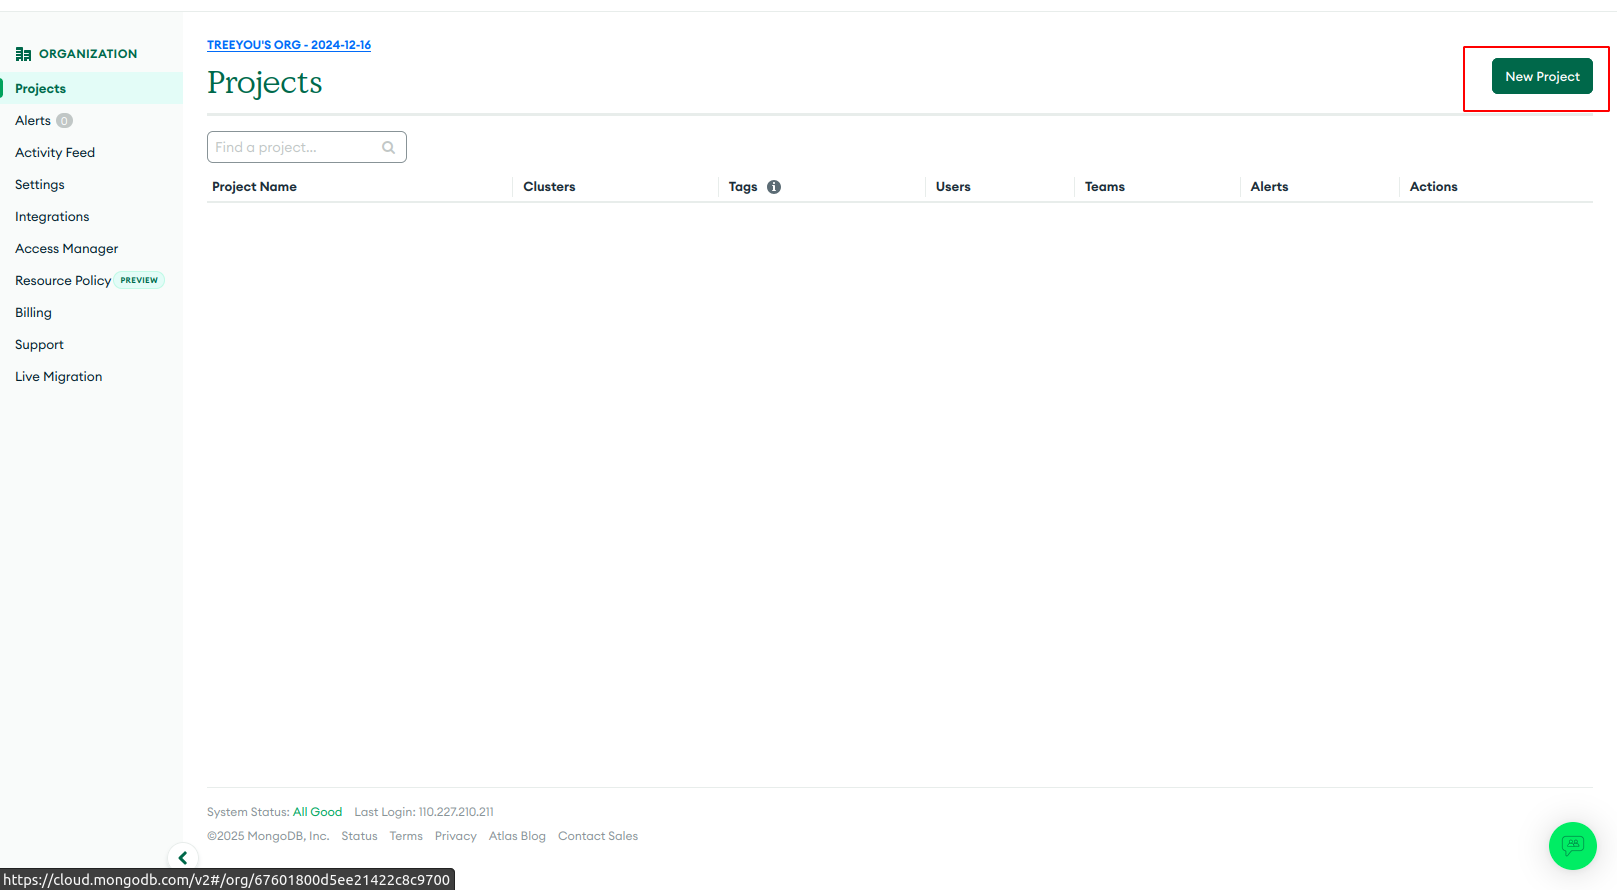 ORGANIZATION
Projects
Alerts 0
Activity Feed
Settings
Integrations
Access Manager
Resource Policy PREVIEW
Billing
Support
Live Migration
TREEYOU'S ORG - 2024-12-16
Projects
New Project
Find a project...
Project Name Clusters Tags i Users Teams Alerts Actions
System Status: All Good Last Login: 110.227.210.211
©2025 MongoDB, Inc. Status Terms Privacy Atlas Blog Contact Sales
https://cloud.mongodb.com/v2#/org/67601800d5ee21422c8c9700